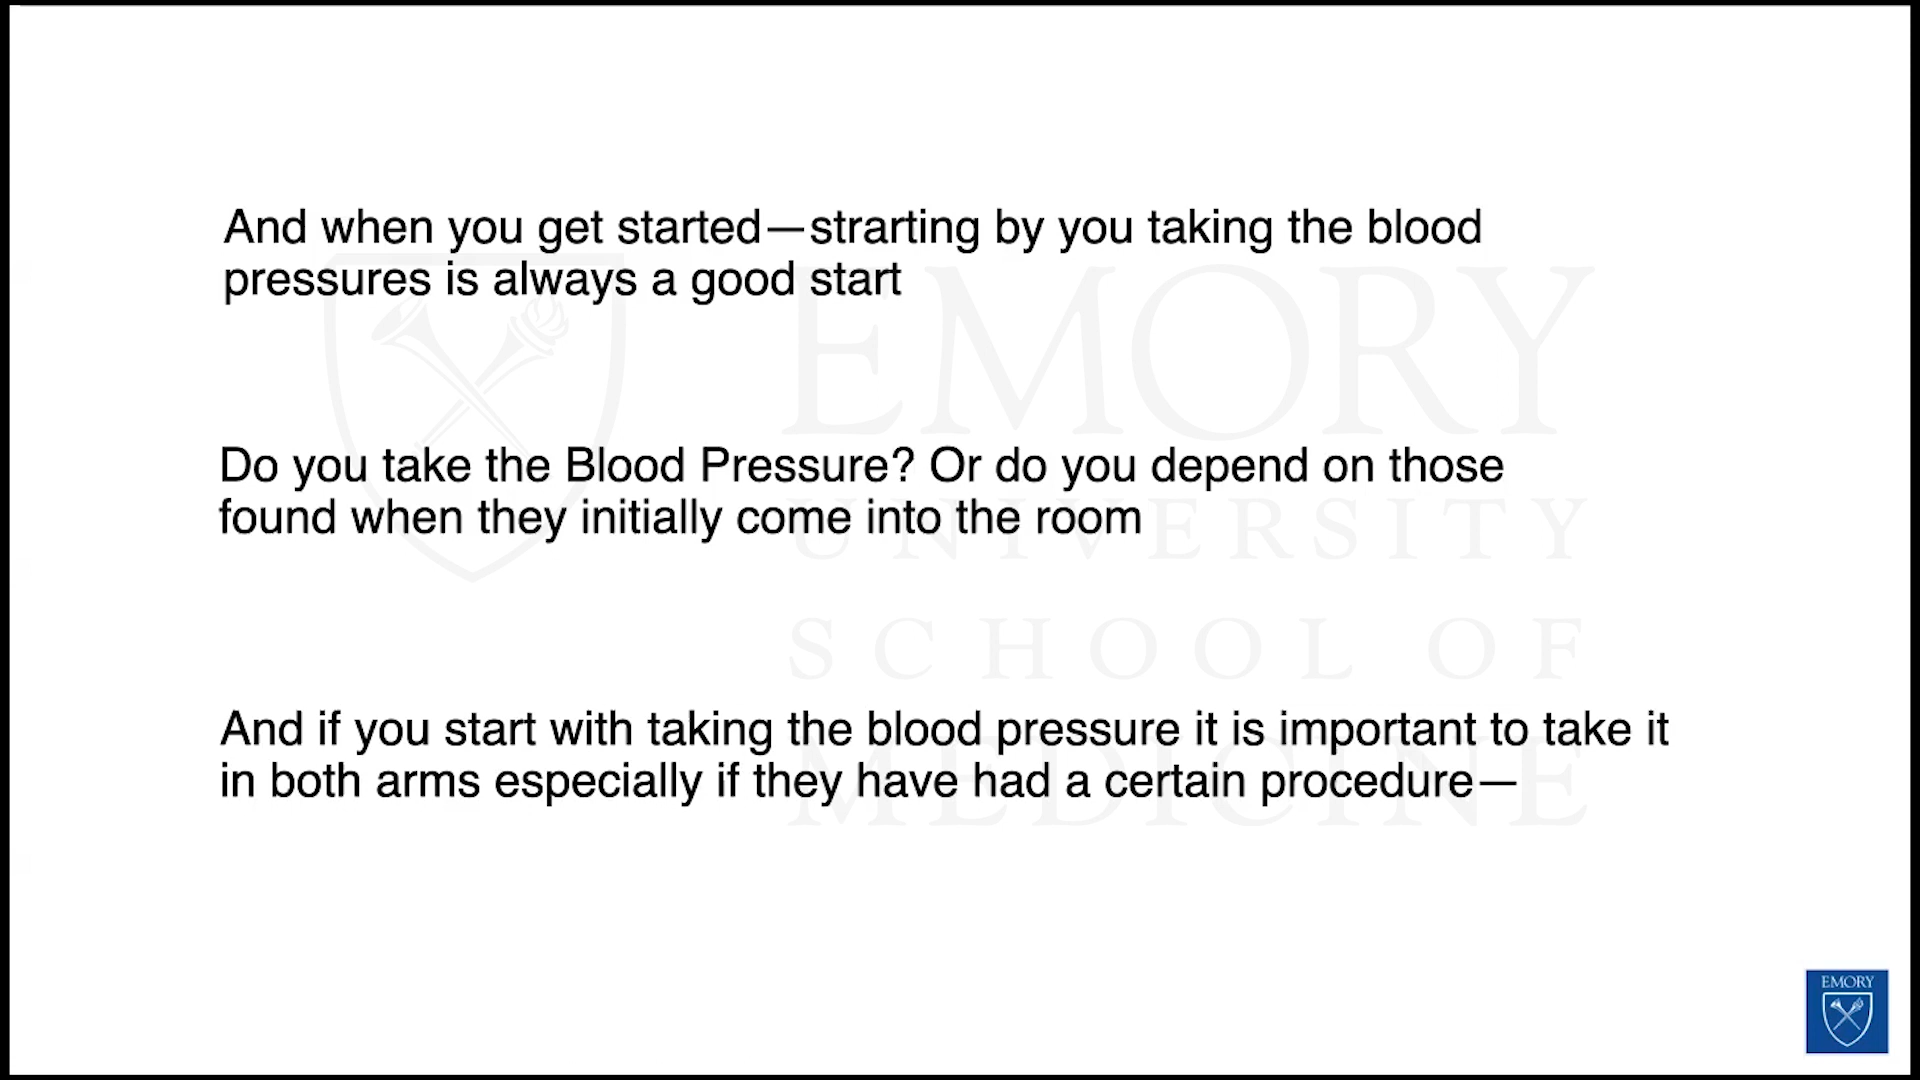 And when you get started—strarting by you taking the blood
pressures is always a good start
Do you take the Blood Pressure? Or do you depend on those
found when they initially come into the room
And if you start with taking the blood pressure it is important to take it
in both arms especially if they have had a certain procedure—
EMORY
UNIVERSITY
SCHOOL OF
MEDICINE
EMORY